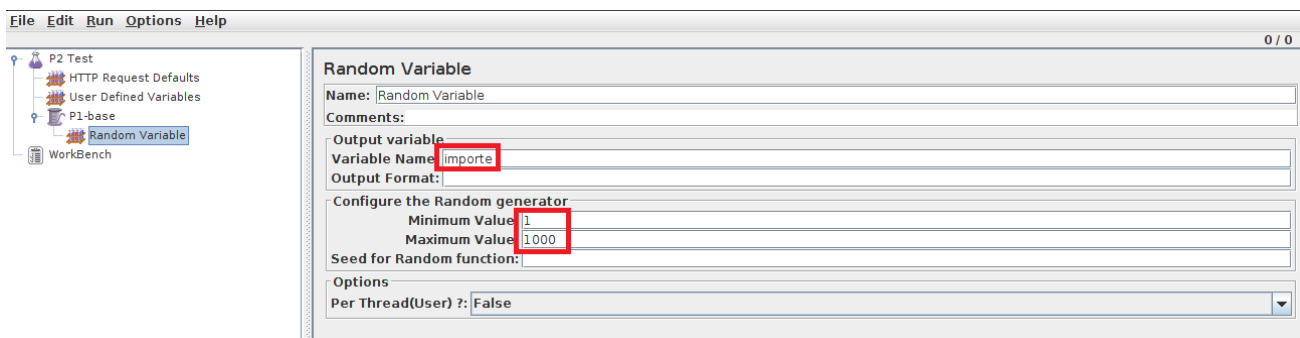 File Edit Run Options Help
0 / 0
P2 Test
HTTP Request Defaults
User Defined Variables
P1-base
Random Variable
WorkBench
Random Variable
Name: Random Variable
Comments:
Output variable
Variable Name importe
Output Format:
Configure the Random generator
Minimum Value 1
Maximum Value 1000
Seed for Random function:
Options
Per Thread(User) ?: False